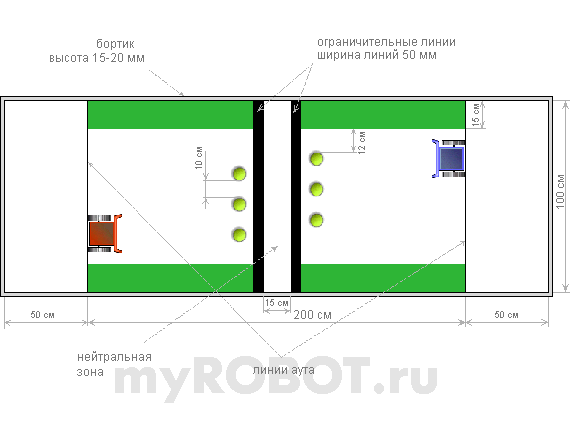 бортик
высота 15-20 мм
ограничительные линии
ширина линий 50 мм
15 см
12 см
10 см
100 см
15 см
50 см
200 см
50 см
нейтральная
зона
линии аута
myROBOT.ru